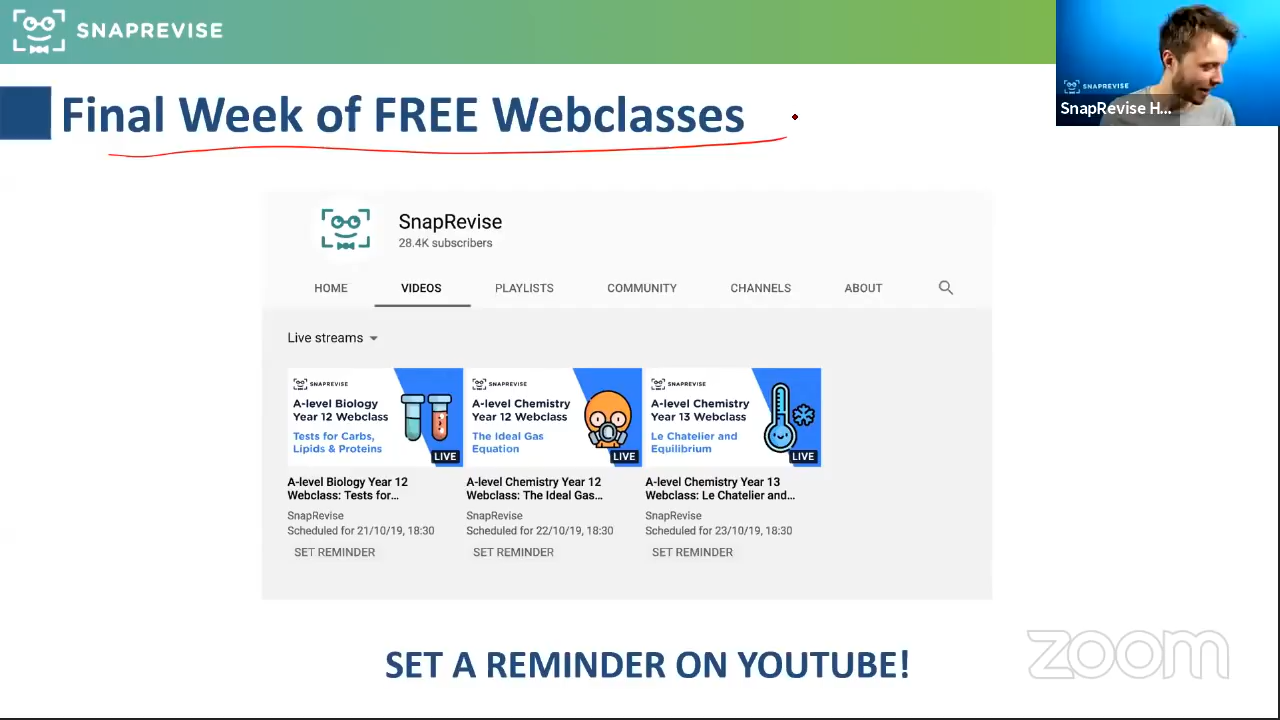 SNAPREVISE
SNAPREVISE
SnapRevise H...
Final Week of FREE Webclasses
SnapRevise
28.4K subscribers
HOME VIDEOS PLAYLISTS COMMUNITY CHANNELS ABOUT
Live streams
SNAPREVISE
A-level Biology
Year 12 Webclass
Tests for Carbs,
Lipids & Proteins
LIVE
A-level Biology Year 12
Webclass: Tests for...
SnapRevise
Scheduled for 21/10/19, 18:30
SET REMINDER
SNAPREVISE
A-level Chemistry
Year 12 Webclass
The Ideal Gas
Equation
LIVE
A-level Chemistry Year 12
Webclass: The Ideal Gas...
SnapRevise
Scheduled for 22/10/19, 18:30
SET REMINDER
SNAPREVISE
A-level Chemistry
Year 13 Webclass
Le Chatelier and
Equilibrium
LIVE
A-level Chemistry Year 13
Webclass: Le Chatelier and...
SnapRevise
Scheduled for 23/10/19, 18:30
SET REMINDER
SET A REMINDER ON YOUTUBE!
zoom